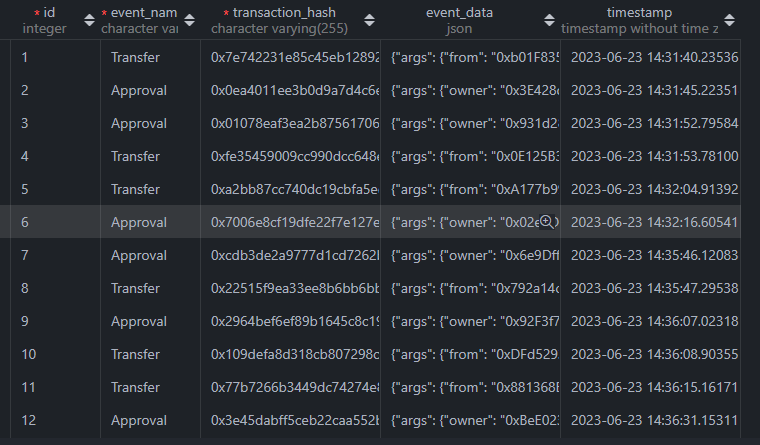 * id * event_nam * transaction_hash event_data timestamp
integer character var character varying(255) json timestamp without time z
1 Transfer 0x7e742231e85c45eb12892 {"args": {"from": "0xb01F835 2023-06-23 14:31:40.23536
2 Approval 0x0ea4011ee3b0d9a7d4c6e {"args": {"owner": "0x3E428 2023-06-23 14:31:45.22351
3 Approval 0x01078eaf3ea2b87561706 {"args": {"owner": "0x931d2 2023-06-23 14:31:52.79584
4 Transfer 0xfe35459009cc990dcc648 {"args": {"from": "0x0E125B3 2023-06-23 14:31:53.78100
5 Transfer 0xa2bb87cc740dc19cbfa5e {"args": {"from": "0xA177b9 2023-06-23 14:32:04.91392
6 Approval 0x7006e8cf19dfe22f7e127e {"args": {"owner": "0x02e 2023-06-23 14:32:16.60541
7 Approval 0xcdb3de2a9777d1cd7262 {"args": {"owner": "0x6e9Dff 2023-06-23 14:35:46.12083
8 Transfer 0x22515f9ea33ee8b6bb6bb {"args": {"from": "0x792a14 2023-06-23 14:35:47.29538
9 Approval 0x2964bef6ef89b1645c8c19 {"args": {"owner": "0x92F3f7 2023-06-23 14:36:07.02318
10 Transfer 0x109defa8d318cb807298c {"args": {"from": "0xDFd529 2023-06-23 14:36:08.90355
11 Transfer 0x77b7266b3449dc74274e8 {"args": {"from": "0x881368 2023-06-23 14:36:15.16171
12 Approval 0x3e45dabff5ceb22caa552b {"args": {"owner": "0xBeE023 2023-06-23 14:36:31.15311